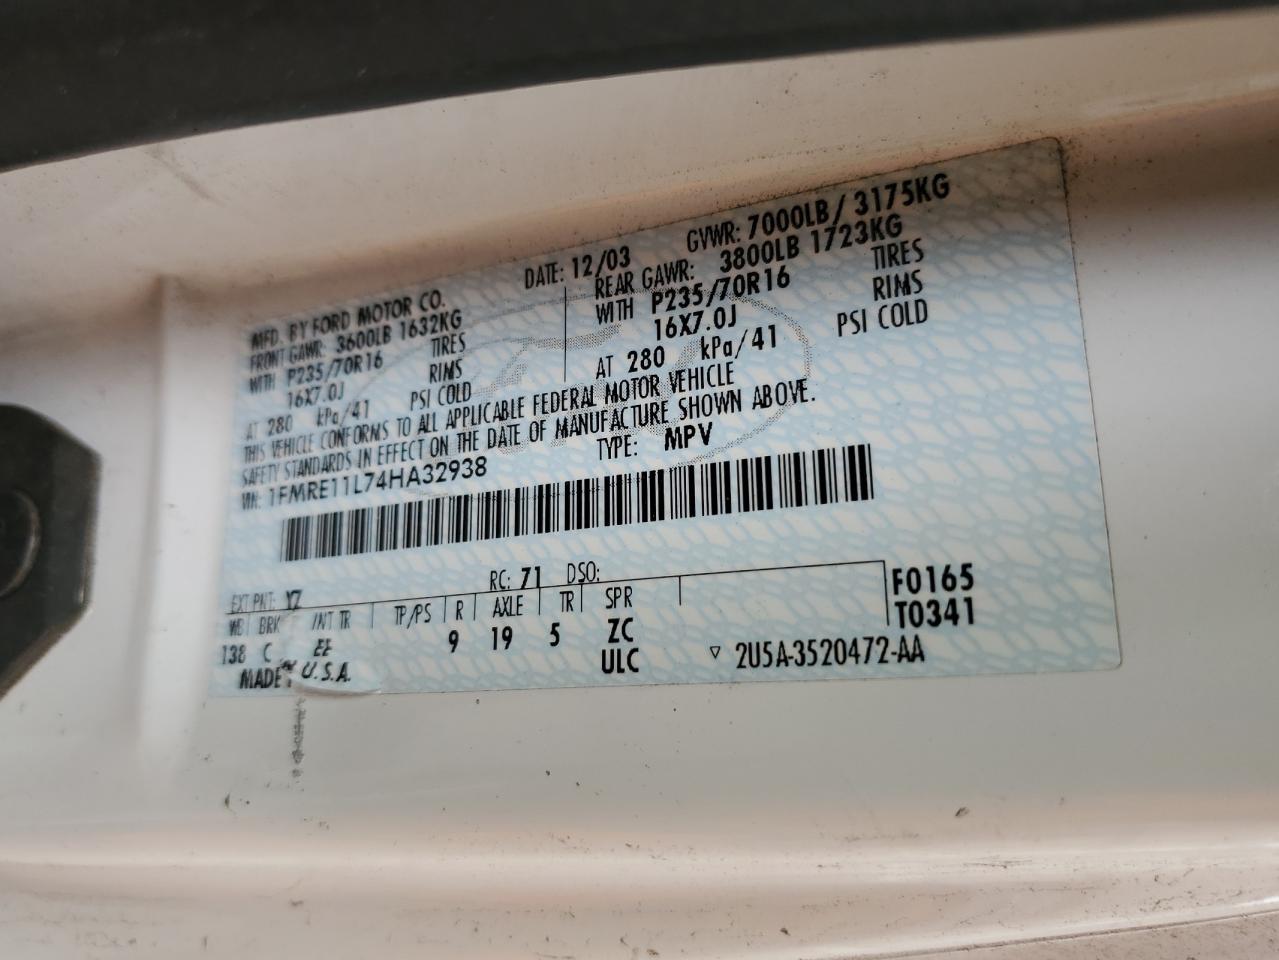 MFD. BY FORD MOTOR CO.
DATE: 12/03
GVWR: 7000LB/ 3175KG
FRONT GAWR: 3600LB 1632KG
REAR GAWR: 3800LB 1723KG
WITH P235/70R16 TIRES
WITH P235/70R16 TIRES
16X7.0J RIMS
16X7.0J RIMS
AT 280 kPa/41 PSI COLD
AT 280 kPa/41 PSI COLD
THIS VEHICLE CONFORMS TO ALL APPLICABLE FEDERAL MOTOR VEHICLE
SAFETY STANDARDS IN EFFECT ON THE DATE OF MANUFACTURE SHOWN ABOVE.
VIN: 1FMRE11L74HA32938
TYPE: MPV
EXT PNT: YZ RC: 71 DSO:
F0165
WB BRK INT TR TP/PS R AXLE TR SPR
T0341
138 C EE 9 19 5 ZC
MADE U.S.A. ULC ▽ 2U5A-3520472-AA